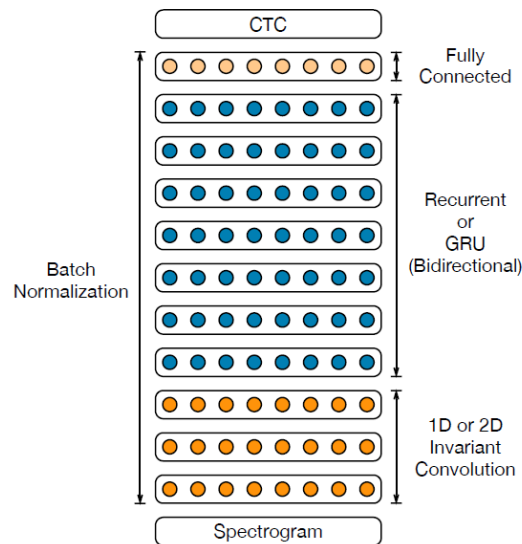 CTC
Fully
Connected
Recurrent
or
GRU
(Bidirectional)
Batch
Normalization
1D or 2D
Invariant
Convolution
Spectrogram